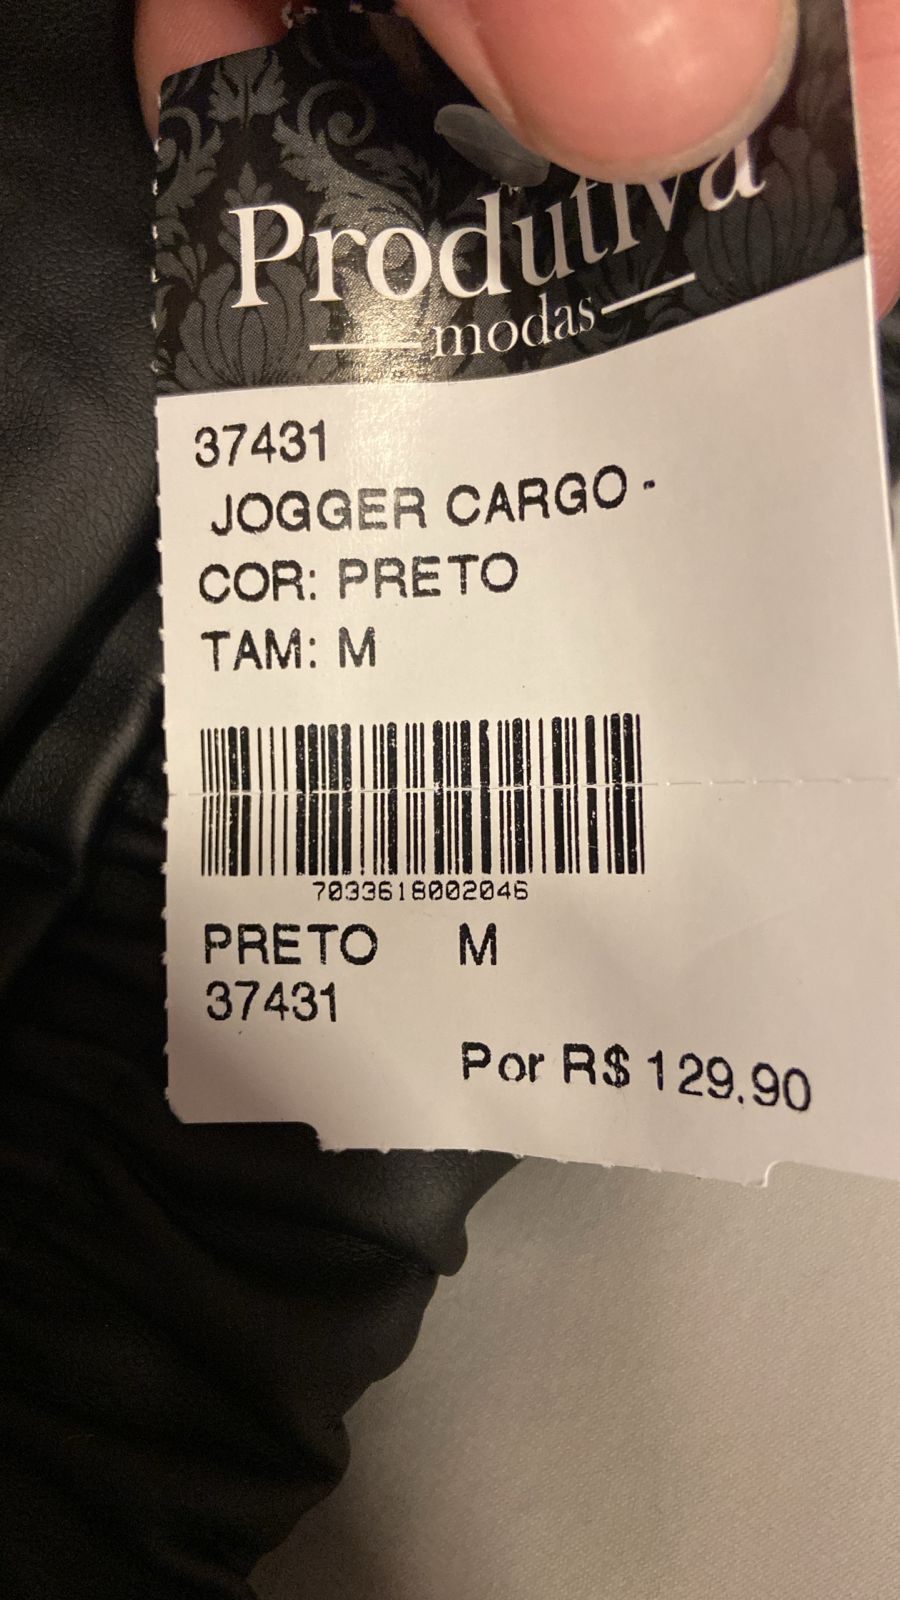 Produtiva
modas
37431
JOGGER CARGO -
COR: PRETO
TAM: M
7033618002046
PRETO M
37431
Por R$ 129.90